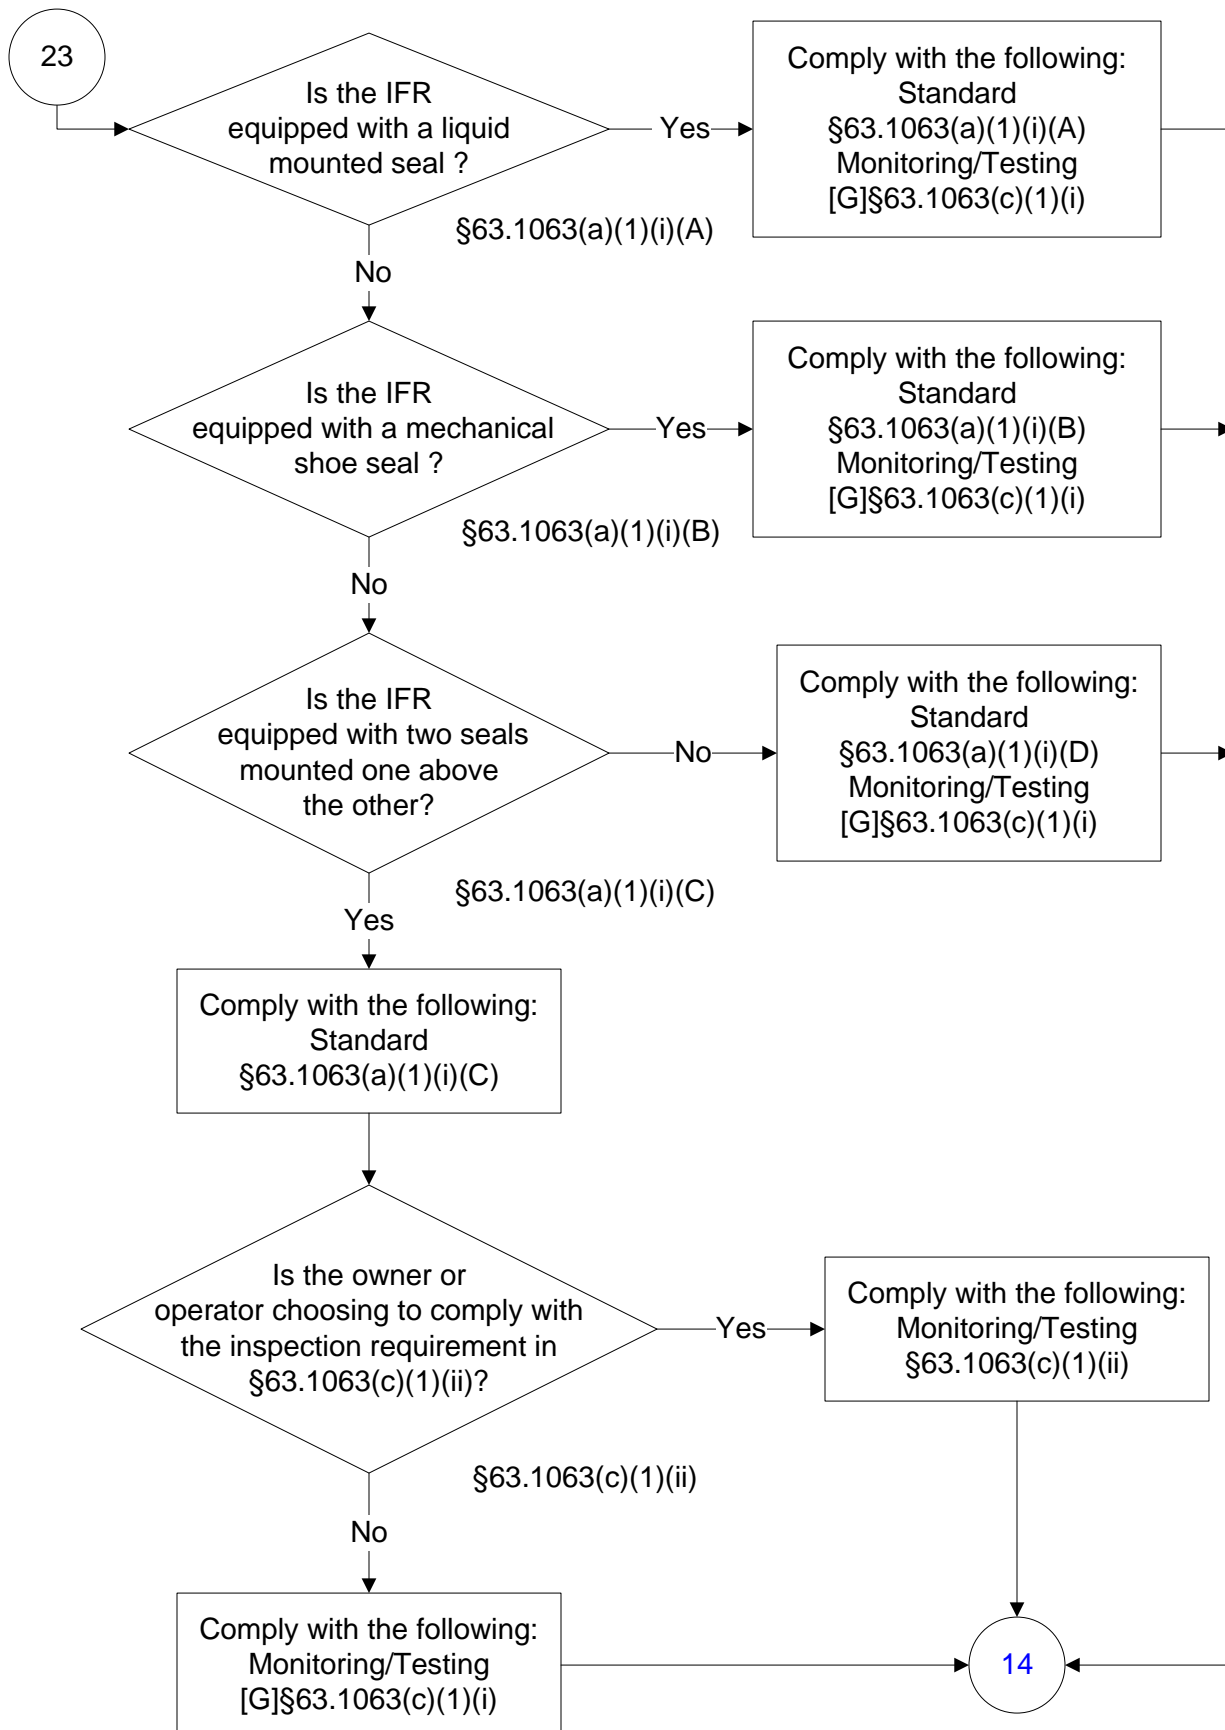 23
Is the IFR
equipped with a liquid
mounted seal ?
Yes
Comply with the following:
Standard
§63.1063(a)(1)(i)(A)
Monitoring/Testing
[G]§63.1063(c)(1)(i)
§63.1063(a)(1)(i)(A)
No
Is the IFR
equipped with a mechanical
shoe seal ?
Yes
Comply with the following:
Standard
§63.1063(a)(1)(i)(B)
Monitoring/Testing
[G]§63.1063(c)(1)(i)
§63.1063(a)(1)(i)(B)
No
Is the IFR
equipped with two seals
mounted one above
the other?
No
Comply with the following:
Standard
§63.1063(a)(1)(i)(D)
Monitoring/Testing
[G]§63.1063(c)(1)(i)
§63.1063(a)(1)(i)(C)
Yes
Comply with the following:
Standard
§63.1063(a)(1)(i)(C)
Is the owner or
operator choosing to comply with
the inspection requirement in
§63.1063(c)(1)(ii)?
Yes
Comply with the following:
Monitoring/Testing
§63.1063(c)(1)(ii)
§63.1063(c)(1)(ii)
No
Comply with the following:
Monitoring/Testing
[G]§63.1063(c)(1)(i)
14